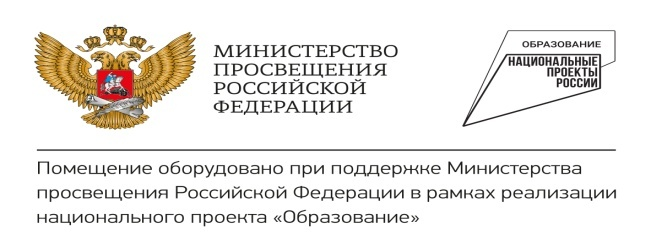 МИНИСТЕРСТВО
ПРОСВЕЩЕНИЯ
РОССИЙСКОЙ
ФЕДЕРАЦИИ
ОБРАЗОВАНИЕ
НАЦИОНАЛЬНЫЕ
ПРОЕКТЫ
РОССИИ
Помещение оборудовано при поддержке Министерства
просвещения Российской Федерации в рамках реализации
национального проекта «Образование»